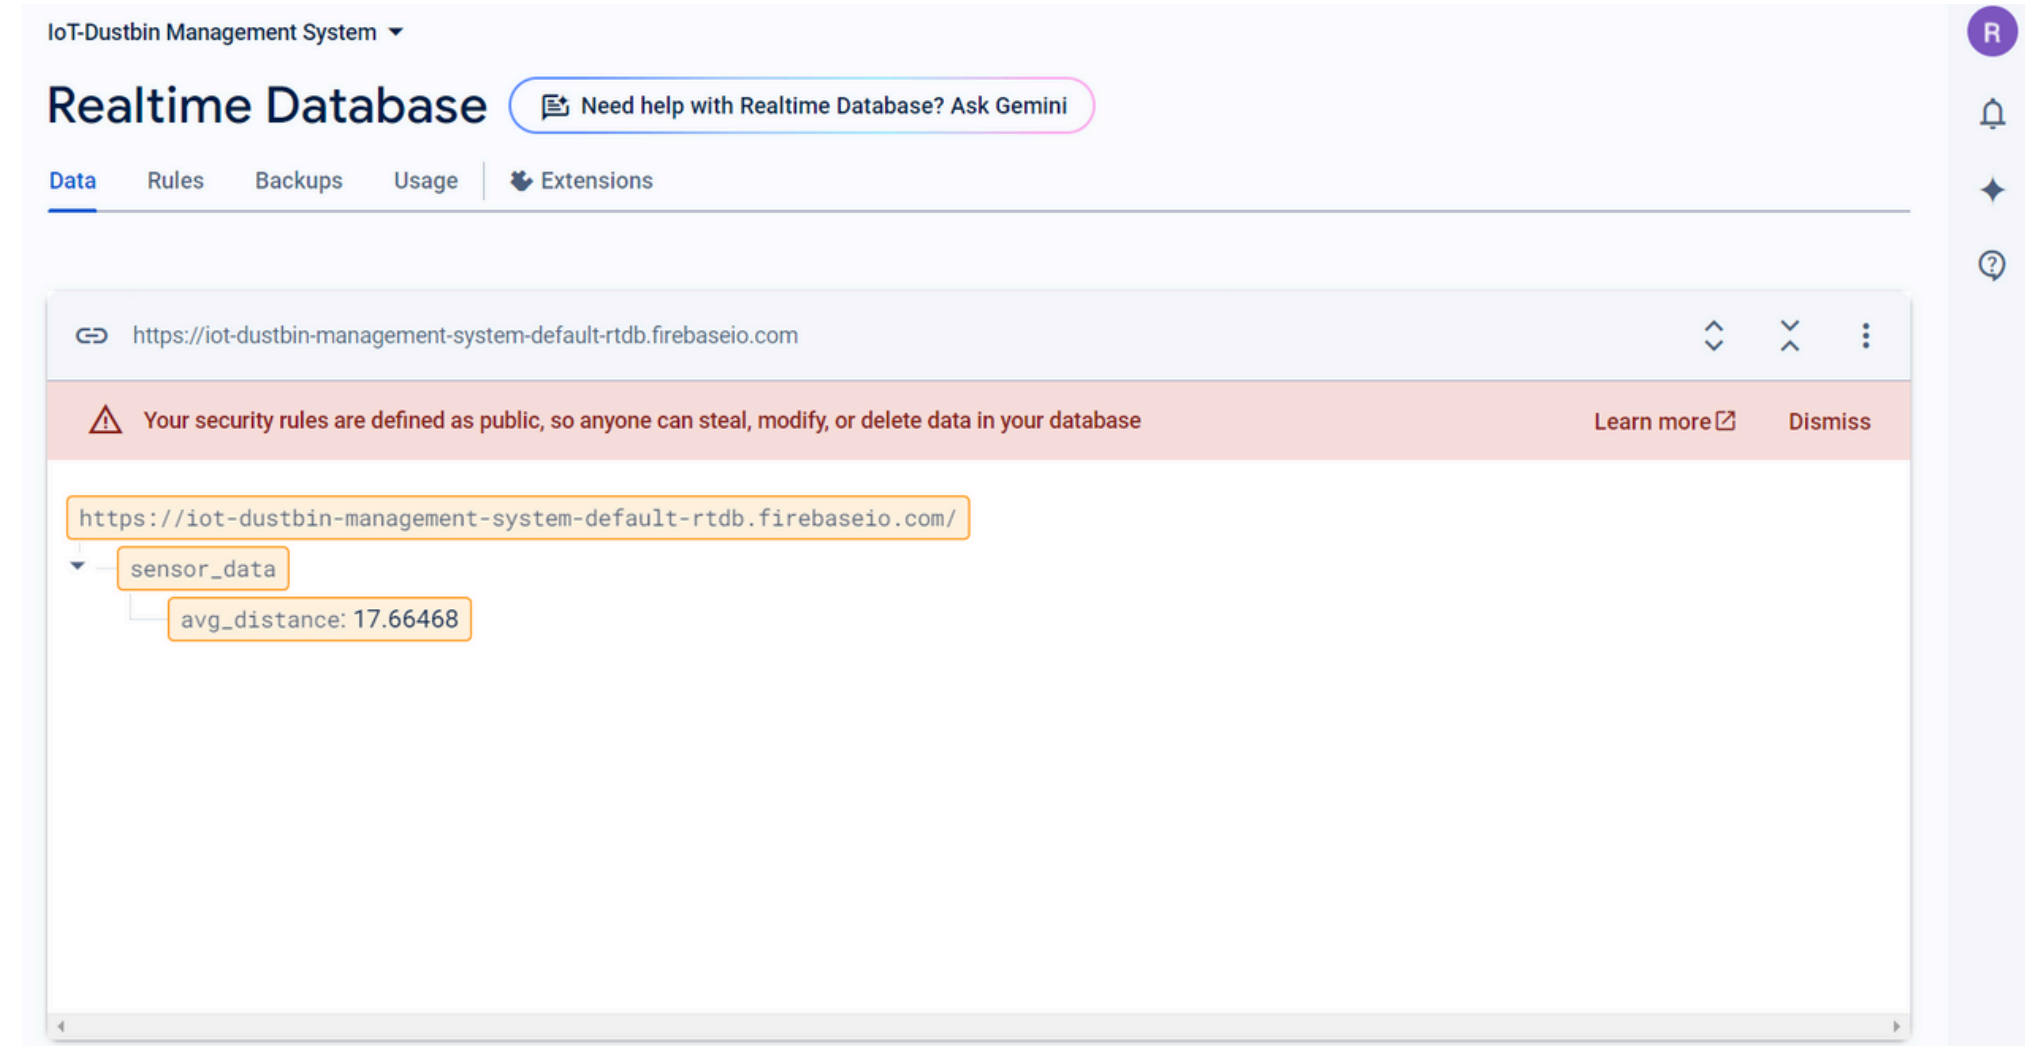 IoT-Dustbin Management System
R
Realtime Database
Need help with Realtime Database? Ask Gemini
Data Rules Backups Usage Extensions
https://iot-dustbin-management-system-default-rtdb.firebaseio.com
Your security rules are defined as public, so anyone can steal, modify, or delete data in your database Learn more Dismiss
https://iot-dustbin-management-system-default-rtdb.firebaseio.com/
sensor_data
avg_distance: 17.66468